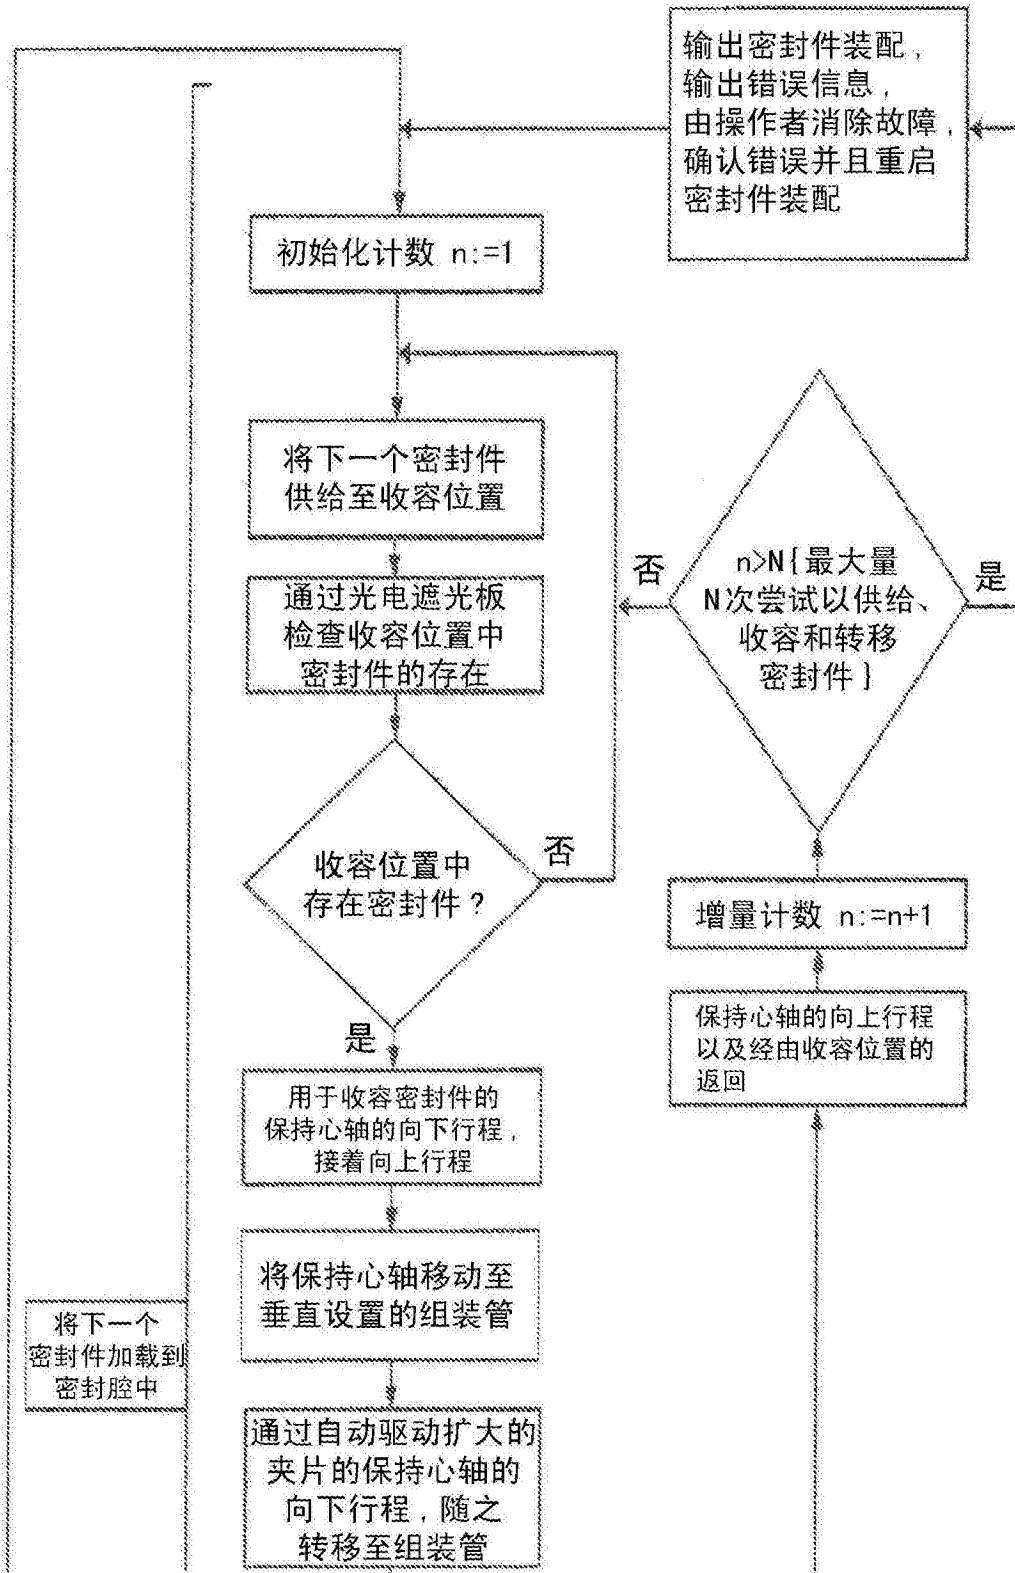 输出密封件装配，
输出错误信息，
由操作者消除故障，
确认错误并且重启
密封件装配
初始化计数 n:=1
将下一个密封件
供给至收容位置
通过光电遮光板
检查收容位置中
密封件的存在
收容位置中
存在密封件？
否
是
用于收容密封件的
保持心轴的向下行程，
接着向上行程
将保持心轴移动至
垂直设置的组装管
通过自动驱动扩大的
夹片的保持心轴的
向下行程，随之
转移至组装管
将下一个
密封件加载到
密封腔中
n>N{最大量
N次尝试以供给、
收容和转移
密封件}
否
是
增量计数 n:=n+1
保持心轴的向上行程
以及经由收容位置的
返回